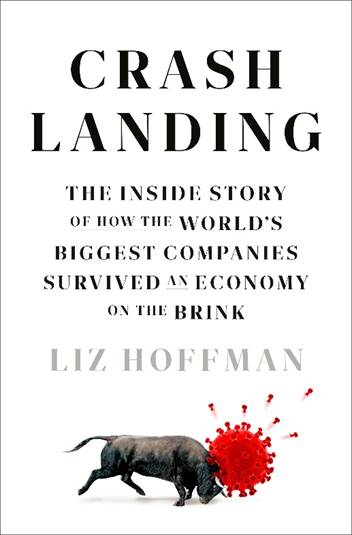 CRASH
LANDING
THE INSIDE STORY
OF HOW THE WORLD'S
BIGGEST COMPANIES
SURVIVED AN ECONOMY
ON THE BRINK
LIZ HOFFMAN